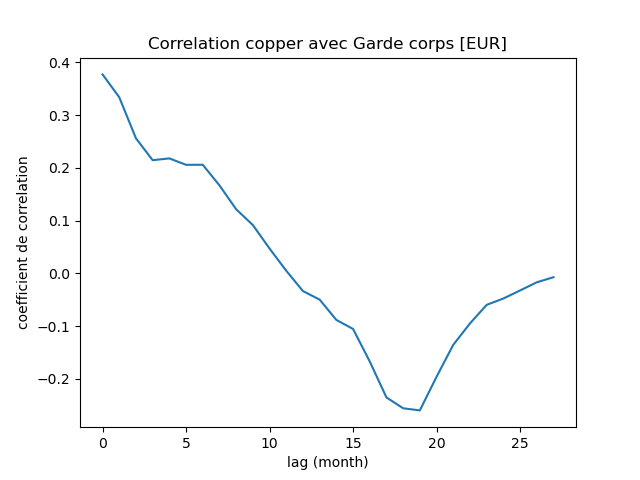 Correlation copper avec Garde corps [EUR]
0.4
0.3
0.2
0.1
0.0
−0.1
−0.2
coefficient de correlation
0 5 10 15 20 25
lag (month)